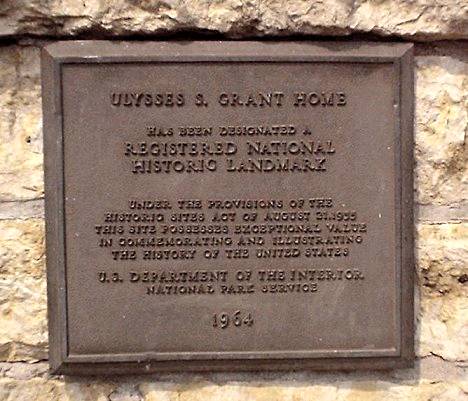 ULYSSES S. GRANT HOME
HAS BEEN DESIGNATED A
REGISTERED NATIONAL
HISTORIC LANDMARK
UNDER THE PROVISIONS OF THE
HISTORIC SITES ACT OF AUGUST 21, 1935
THIS SITE POSSESSES EXCEPTIONAL VALUE
IN COMMEMORATING AND ILLUSTRATING
THE HISTORY OF THE UNITED STATES
U.S. DEPARTMENT OF THE INTERIOR
NATIONAL PARK SERVICE
1964